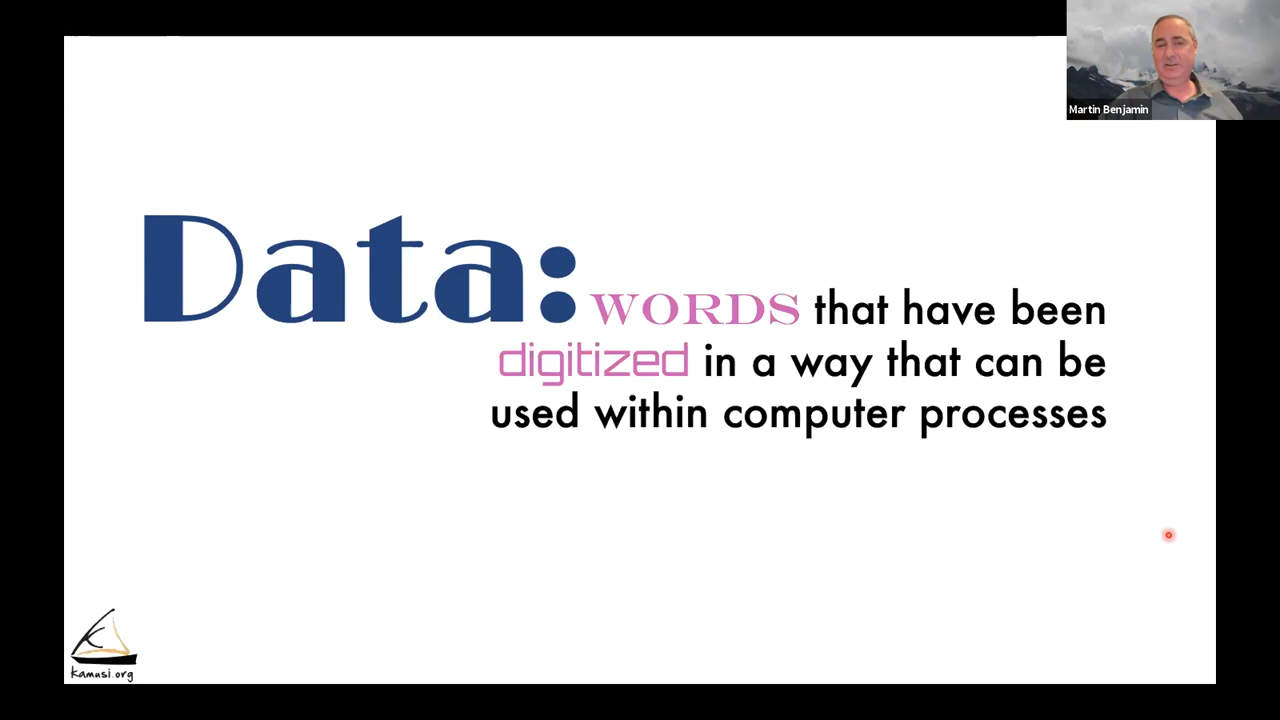 Martin Benjamin
Data: WORDS that have been
digitized in a way that can be
used within computer processes
kamusi.org